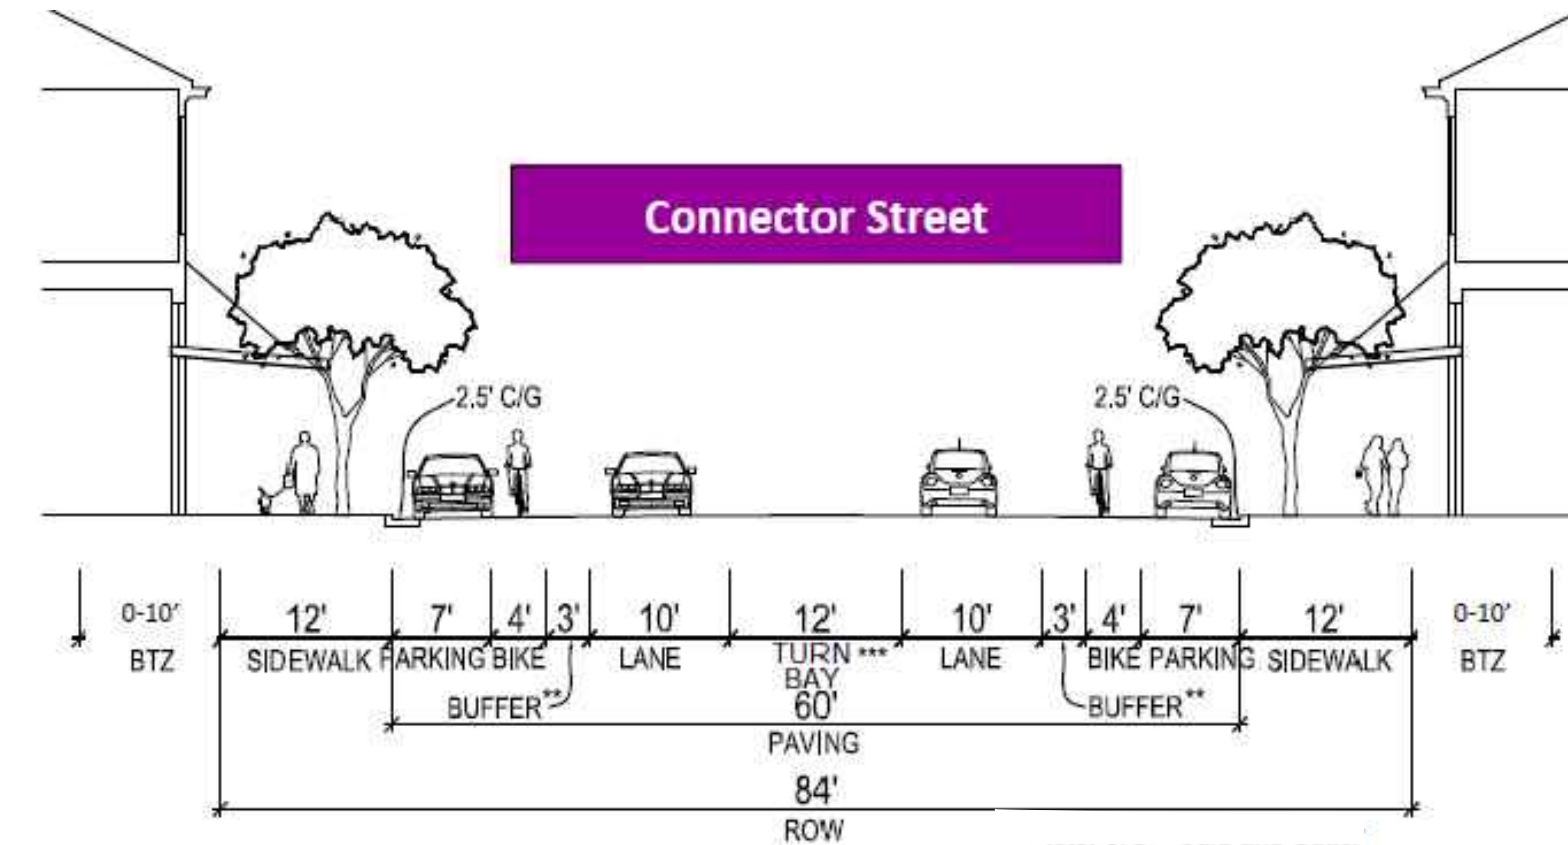 Connector Street
2.5' C/G 2.5' C/G
0-10' 12' 7' 4' 3' 10' 12' 10' 3' 4' 7' 12' 0-10'
BTZ SIDEWALK PARKING BIKE LANE TURN *** LANE BIKE PARKING SIDEWALK BTZ
BAY
BUFFER** 60' BUFFER**
PAVING
84'
ROW